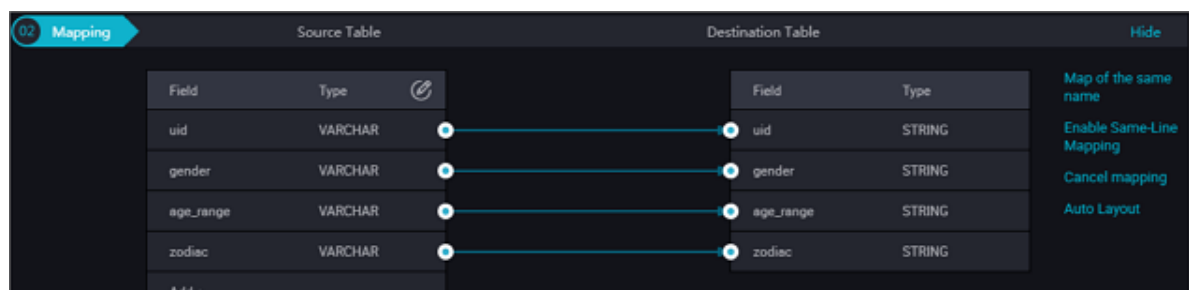 02 Mapping Source Table Destination Table Hide
Field Type Field Type Map of the same
name
uid VARCHAR uid STRING Enable Same-Line
Mapping
gender VARCHAR gender STRING Cancel mapping
age_range VARCHAR age_range STRING Auto Layout
zodiac VARCHAR zodiac STRING